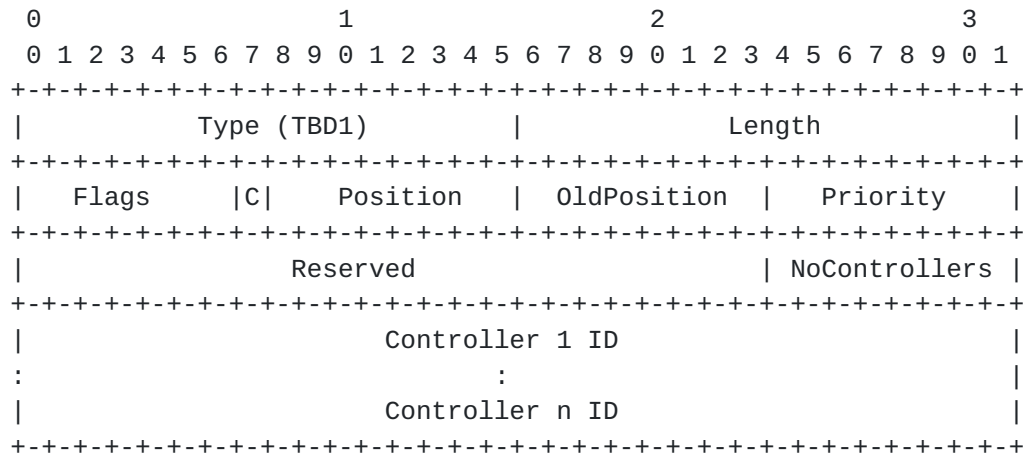 0                   1                   2                   3
 0 1 2 3 4 5 6 7 8 9 0 1 2 3 4 5 6 7 8 9 0 1 2 3 4 5 6 7 8 9 0 1
+-+-+-+-+-+-+-+-+-+-+-+-+-+-+-+-+-+-+-+-+-+-+-+-+-+-+-+-+-+-+-+-+
|           Type (TBD1)         |             Length            |
+-+-+-+-+-+-+-+-+-+-+-+-+-+-+-+-+-+-+-+-+-+-+-+-+-+-+-+-+-+-+-+-+
|   Flags     |C|    Position   |  OldPosition  |   Priority    |
+-+-+-+-+-+-+-+-+-+-+-+-+-+-+-+-+-+-+-+-+-+-+-+-+-+-+-+-+-+-+-+-+
|                 Reserved                      | NoControllers |
+-+-+-+-+-+-+-+-+-+-+-+-+-+-+-+-+-+-+-+-+-+-+-+-+-+-+-+-+-+-+-+-+
|                       Controller 1 ID                         |
:                              :                                |
|                       Controller n ID                         |
+-+-+-+-+-+-+-+-+-+-+-+-+-+-+-+-+-+-+-+-+-+-+-+-+-+-+-+-+-+-+-+-+